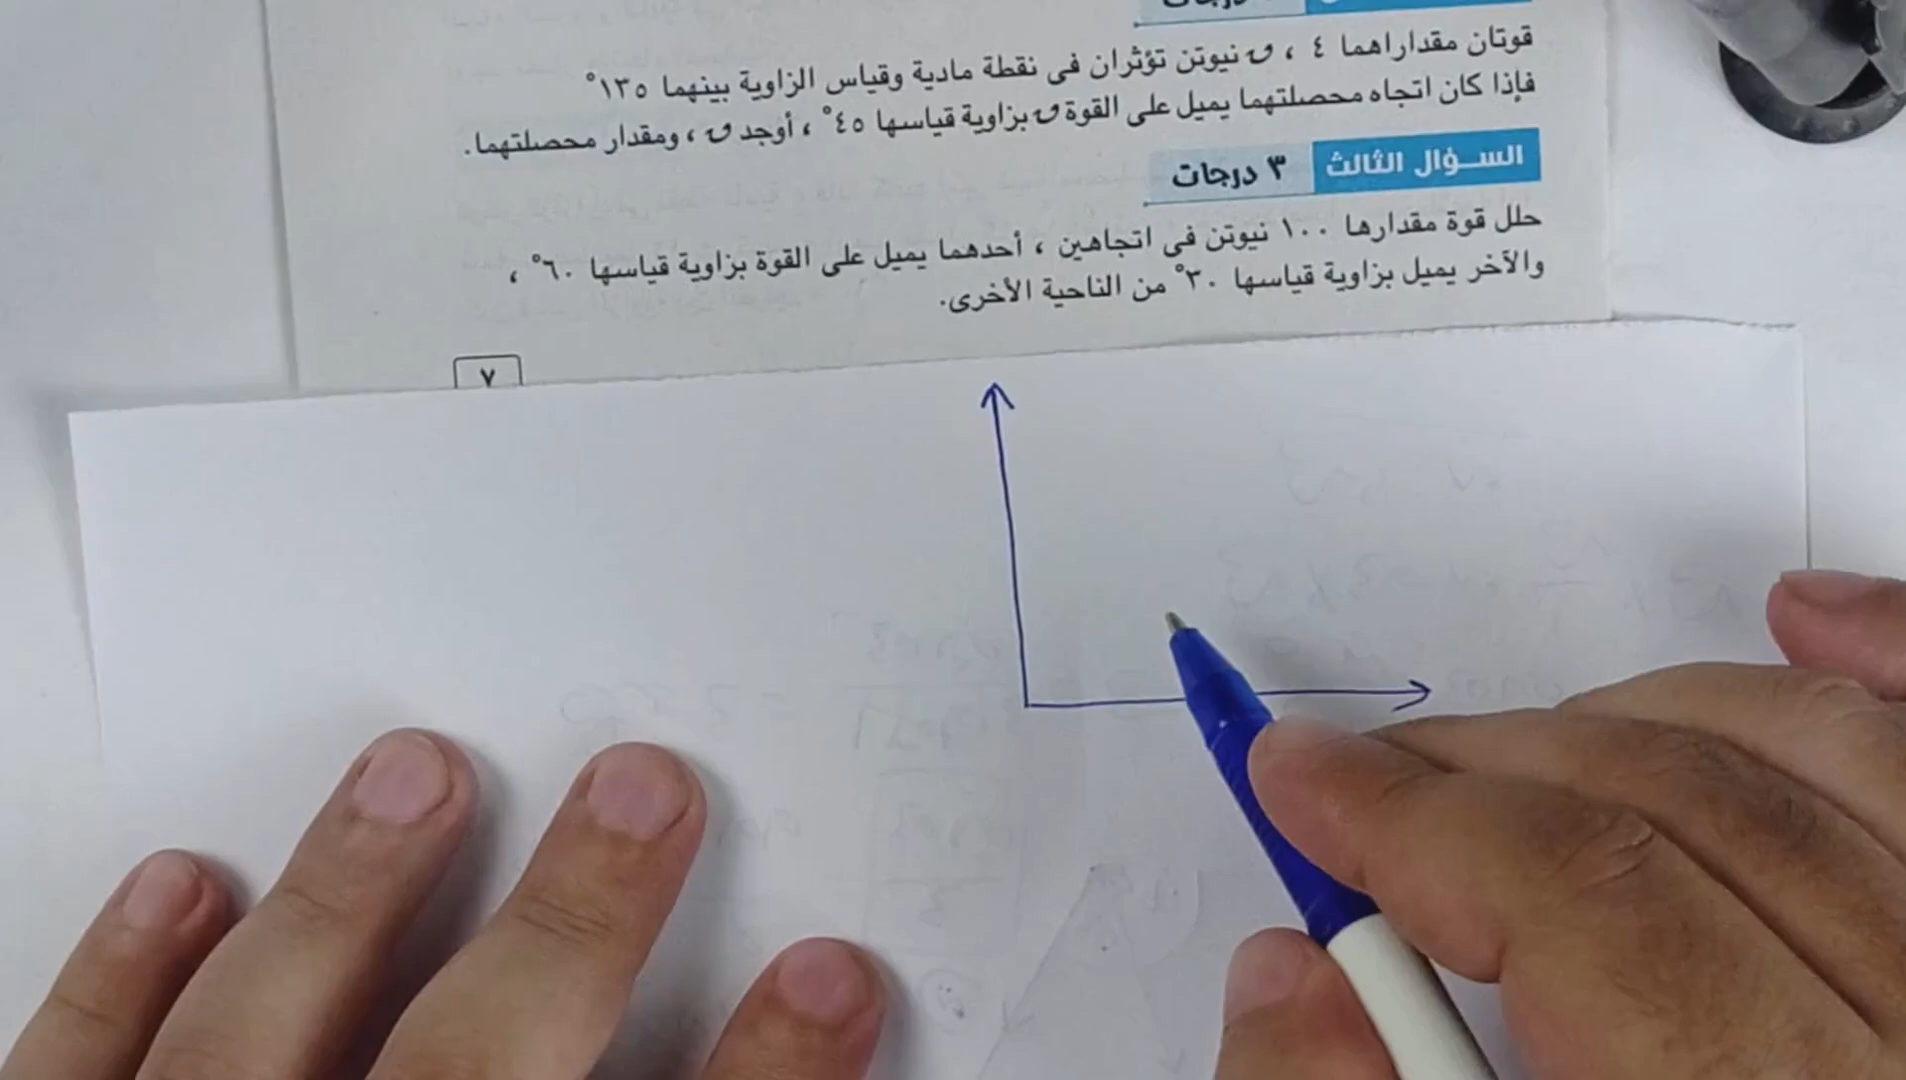 درجات
قوتان مقداراهما ٤ ، ن نيوتن تؤثران فى نقطة مادية وقياس الزاوية بينهما ١٣٥°
فإذا كان اتجاه محصلتهما يميل على القوة ن بزاوية قياسها ٤٥° ، أوجد ن ، ومقدار محصلتهما.
السؤال الثالث ٣ درجات
حلل قوة مقدارها ١٠٠ نيوتن فى اتجاهين ، أحدهما يميل على القوة بزاوية قياسها ٦٠° ،
والآخر يميل بزاوية قياسها ٣٠° من الناحية الأخرى.
٧